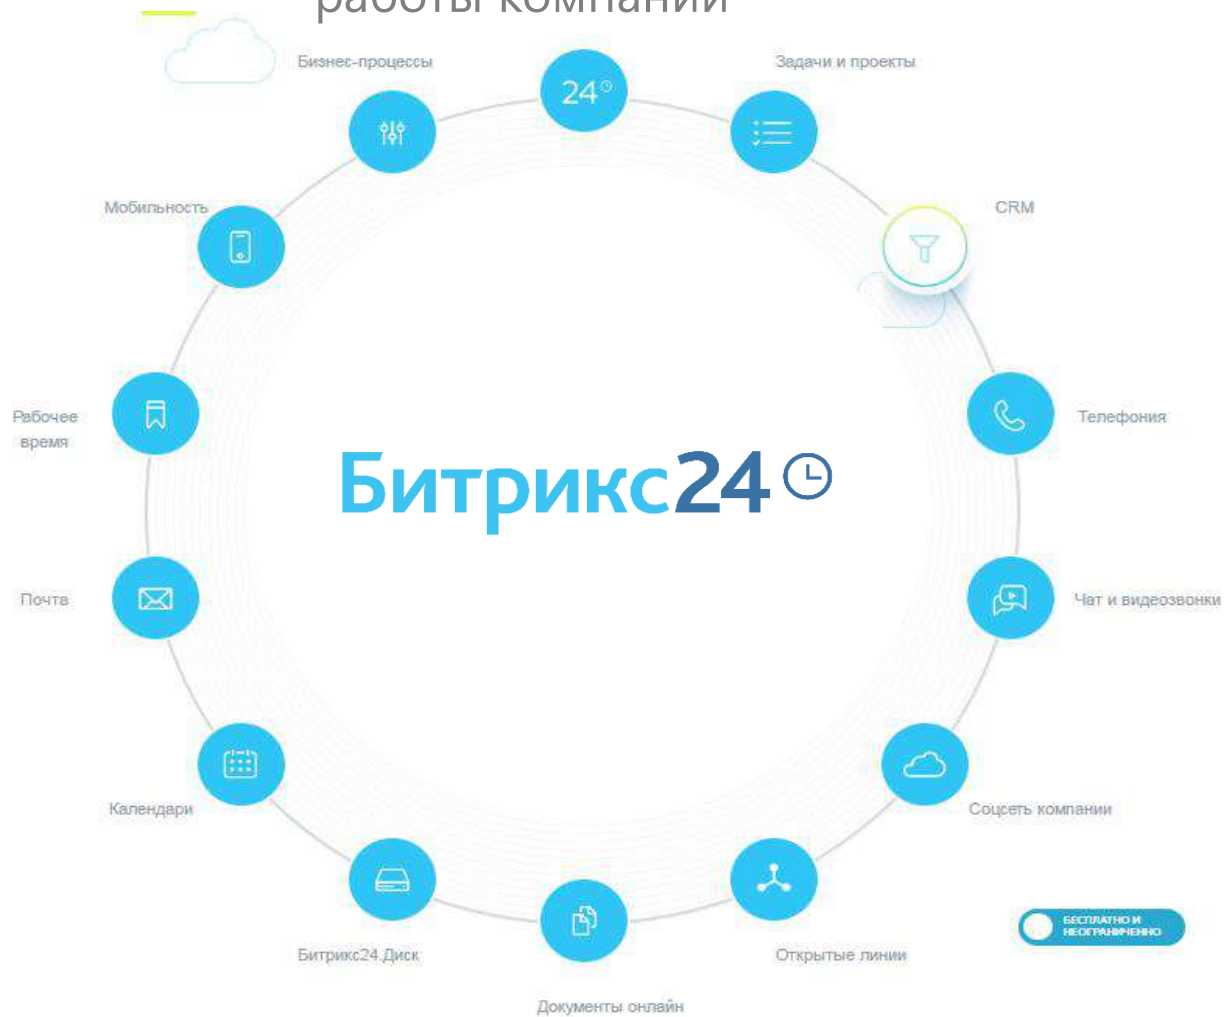 работы компании
Бизнес-процессы
24
Задачи и проекты
Мобильность
CRM
Рабочее
время
Телефония
Битрикс24
Почта
Чат и видеозвонки
Календари
Соцсеть компании
БЕСПЛАТНО И
НЕОГРАНИЧЕННО
Битрикс24.Диск
Открытые линии
Документы онлайн